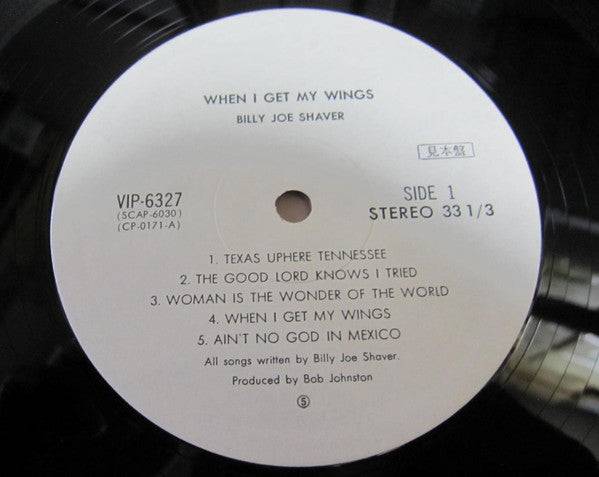 WHEN I GET MY WINGS
BILLY JOE SHAVER
見本盤
VIP-6327
(SCAP-6030)
(CP-0171-A)
SIDE 1
STEREO 33 1/3
1. TEXAS UPHERE TENNESSEE
2. THE GOOD LORD KNOWS I TRIED
3. WOMAN IS THE WONDER OF THE WORLD
4. WHEN I GET MY WINGS
5. AIN'T NO GOD IN MEXICO
All songs written by Billy Joe Shaver.
Produced by Bob Johnston
Ⓢ